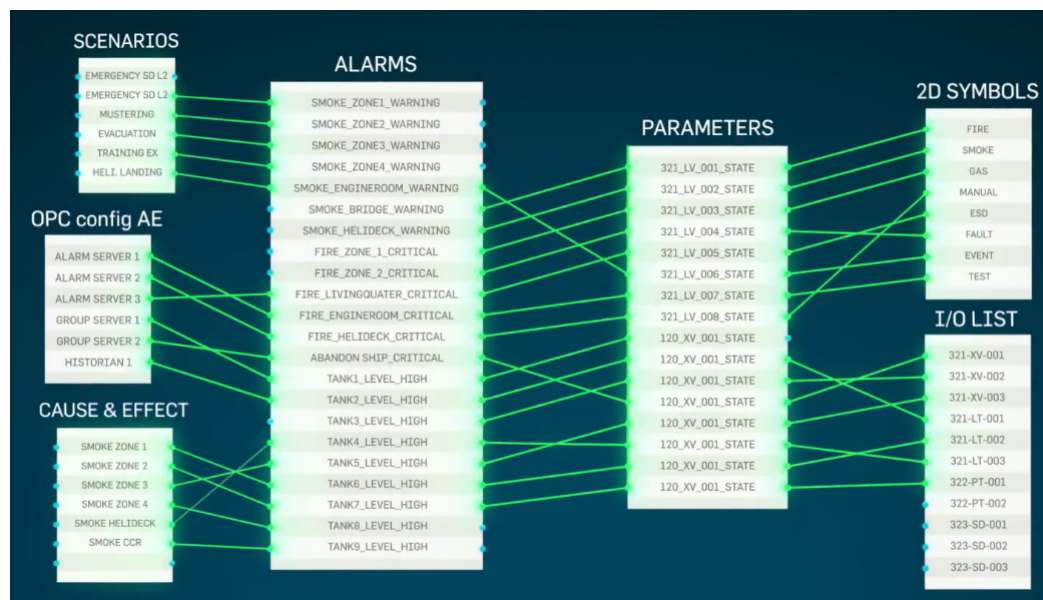 SCENARIOS
EMERGENCY SD L2
EMERGENCY SD L2
MUSTERING
EVACUATION
TRAINING EX
HELI. LANDING
OPC config AE
ALARM SERVER 1
ALARM SERVER 2
ALARM SERVER 3
GROUP SERVER 1
GROUP SERVER 2
HISTORIAN 1
CAUSE & EFFECT
SMOKE ZONE 1
SMOKE ZONE 2
SMOKE ZONE 3
SMOKE ZONE 4
SMOKE HELIDECK
SMOKE CCR
ALARMS
SMOKE_ZONE1_WARNING
SMOKE_ZONE2_WARNING
SMOKE_ZONE3_WARNING
SMOKE_ZONE4_WARNING
SMOKE_ENGINEROOM_WARNING
SMOKE_BRIDGE_WARNING
SMOKE_HELIDECK_WARNING
FIRE_ZONE_1_CRITICAL
FIRE_ZONE_2_CRITICAL
FIRE_LIVINGQUATER_CRITICAL
FIRE_ENGINEROOM_CRITICAL
FIRE_HELIDECK_CRITICAL
ABANDON SHIP_CRITICAL
TANK1_LEVEL_HIGH
TANK2_LEVEL_HIGH
TANK3_LEVEL_HIGH
TANK4_LEVEL_HIGH
TANK5_LEVEL_HIGH
TANK6_LEVEL_HIGH
TANK7_LEVEL_HIGH
TANK8_LEVEL_HIGH
TANK9_LEVEL_HIGH
PARAMETERS
321_LV_001_STATE
321_LV_002_STATE
321_LV_003_STATE
321_LV_004_STATE
321_LV_005_STATE
321_LV_006_STATE
321_LV_007_STATE
321_LV_008_STATE
120_XV_001_STATE
120_XV_001_STATE
120_XV_001_STATE
120_XV_001_STATE
120_XV_001_STATE
120_XV_001_STATE
120_XV_001_STATE
120_XV_001_STATE
2D SYMBOLS
FIRE
SMOKE
GAS
MANUAL
ESD
FAULT
EVENT
TEST
I/O LIST
321-XV-001
321-XV-002
321-XV-003
321-LT-001
321-LT-002
321-LT-003
322-PT-001
322-PT-002
323-SD-001
323-SD-002
323-SD-003